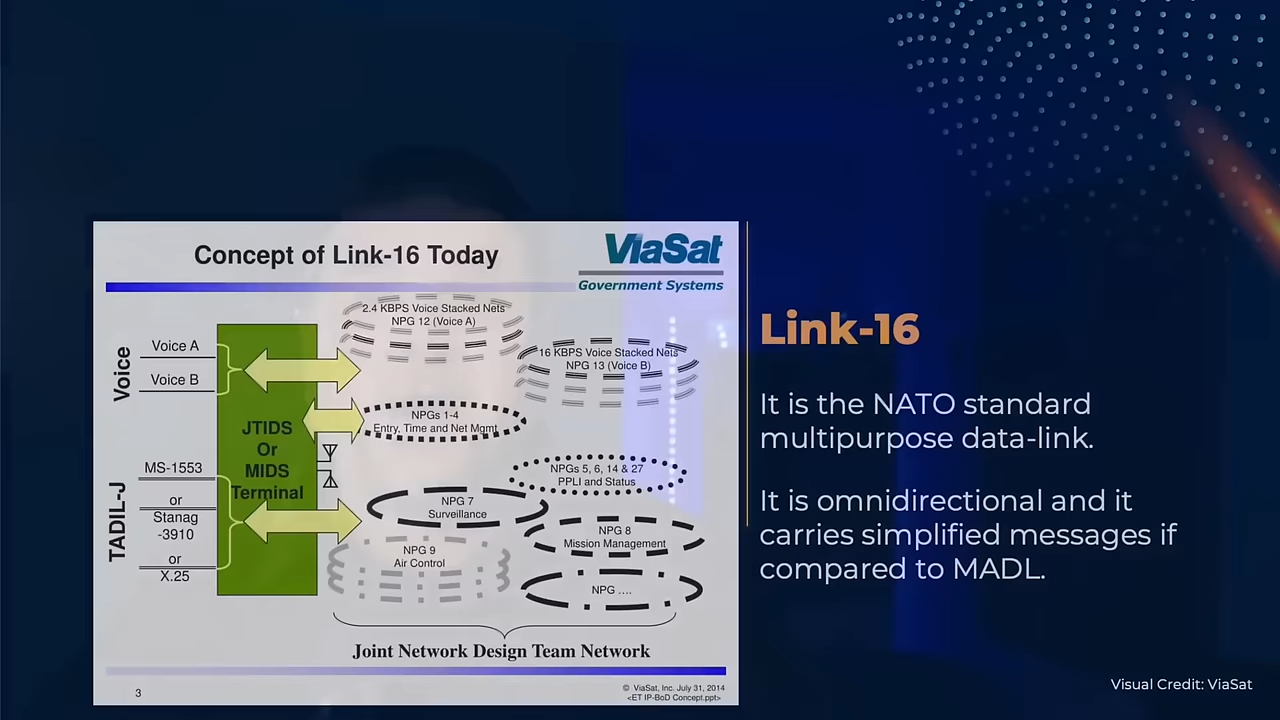 Concept of Link-16 Today
ViaSat
Government Systems
Voice
Voice A
Voice B
TADIL-J
MS-1553
or
Stanag
-3910
or
X.25
JTIDS
Or
MIDS
Terminal
2.4 KBPS Voice Stacked Nets
NPG 12 (Voice A)
16 KBPS Voice Stacked Nets
NPG 13 (Voice B)
NPGs 1-4
Entry, Time and Net Mgmt
NPGs 5, 6, 14 & 27
PPLI and Status
NPG 7
Surveillance
NPG 8
Mission Management
NPG 9
Air Control
NPG ....
Joint Network Design Team Network
3
© ViaSat, Inc. July 31, 2014
<ET IP-BoD Concept.ppt>
Link-16
It is the NATO standard
multipurpose data-link.
It is omnidirectional and it
carries simplified messages if
compared to MADL.
Visual Credit: ViaSat